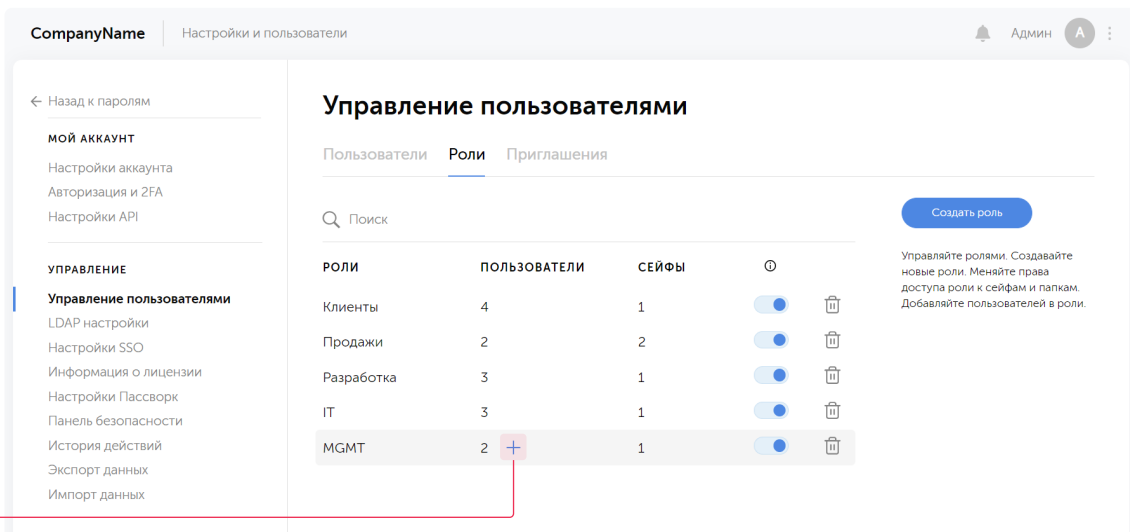 CompanyName
Настройки и пользователи
Админ
А
Назад к паролям
МОЙ АККАУНТ
Настройки аккаунта
Авторизация и 2FA
Настройки API
УПРАВЛЕНИЕ
Управление пользователями
LDAP настройки
Настройки SSO
Информация о лицензии
Настройки Пассворк
Панель безопасности
История действий
Экспорт данных
Импорт данных
Управление пользователями
Пользователи Роли Приглашения
Поиск
РОЛИ ПОЛЬЗОВАТЕЛИ СЕЙФЫ
Клиенты 4 1
Продажи 2 2
Разработка 3 1
IT 3 1
MGMT 2 + 1
Создать роль
Управляйте ролями. Создавайте
новые роли. Меняйте права
доступа роли к сейфам и папкам.
Добавляйте пользователей в роли.